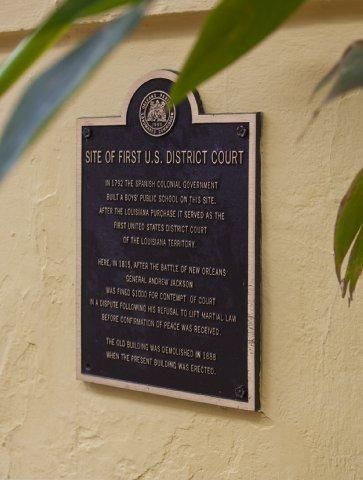 SITE OF FIRST U.S. DISTRICT COURT
IN 1792 THE SPANISH COLONIAL GOVERNMENT
BUILT A BOYS' PUBLIC SCHOOL ON THIS SITE.
AFTER THE LOUISIANA PURCHASE IT SERVED AS THE
FIRST UNITED STATES DISTRICT COURT
OF THE LOUISIANA TERRITORY.
HERE, IN 1815, AFTER THE BATTLE OF NEW ORLEANS
GENERAL ANDREW JACKSON
WAS FINED $1000 FOR CONTEMPT OF COURT
IN A DISPUTE FOLLOWING HIS REFUSAL TO LIFT MARTIAL LAW
BEFORE CONFIRMATION OF PEACE WAS RECEIVED.
THE OLD BUILDING WAS DEMOLISHED IN 1888
WHEN THE PRESENT BUILDING WAS ERECTED.